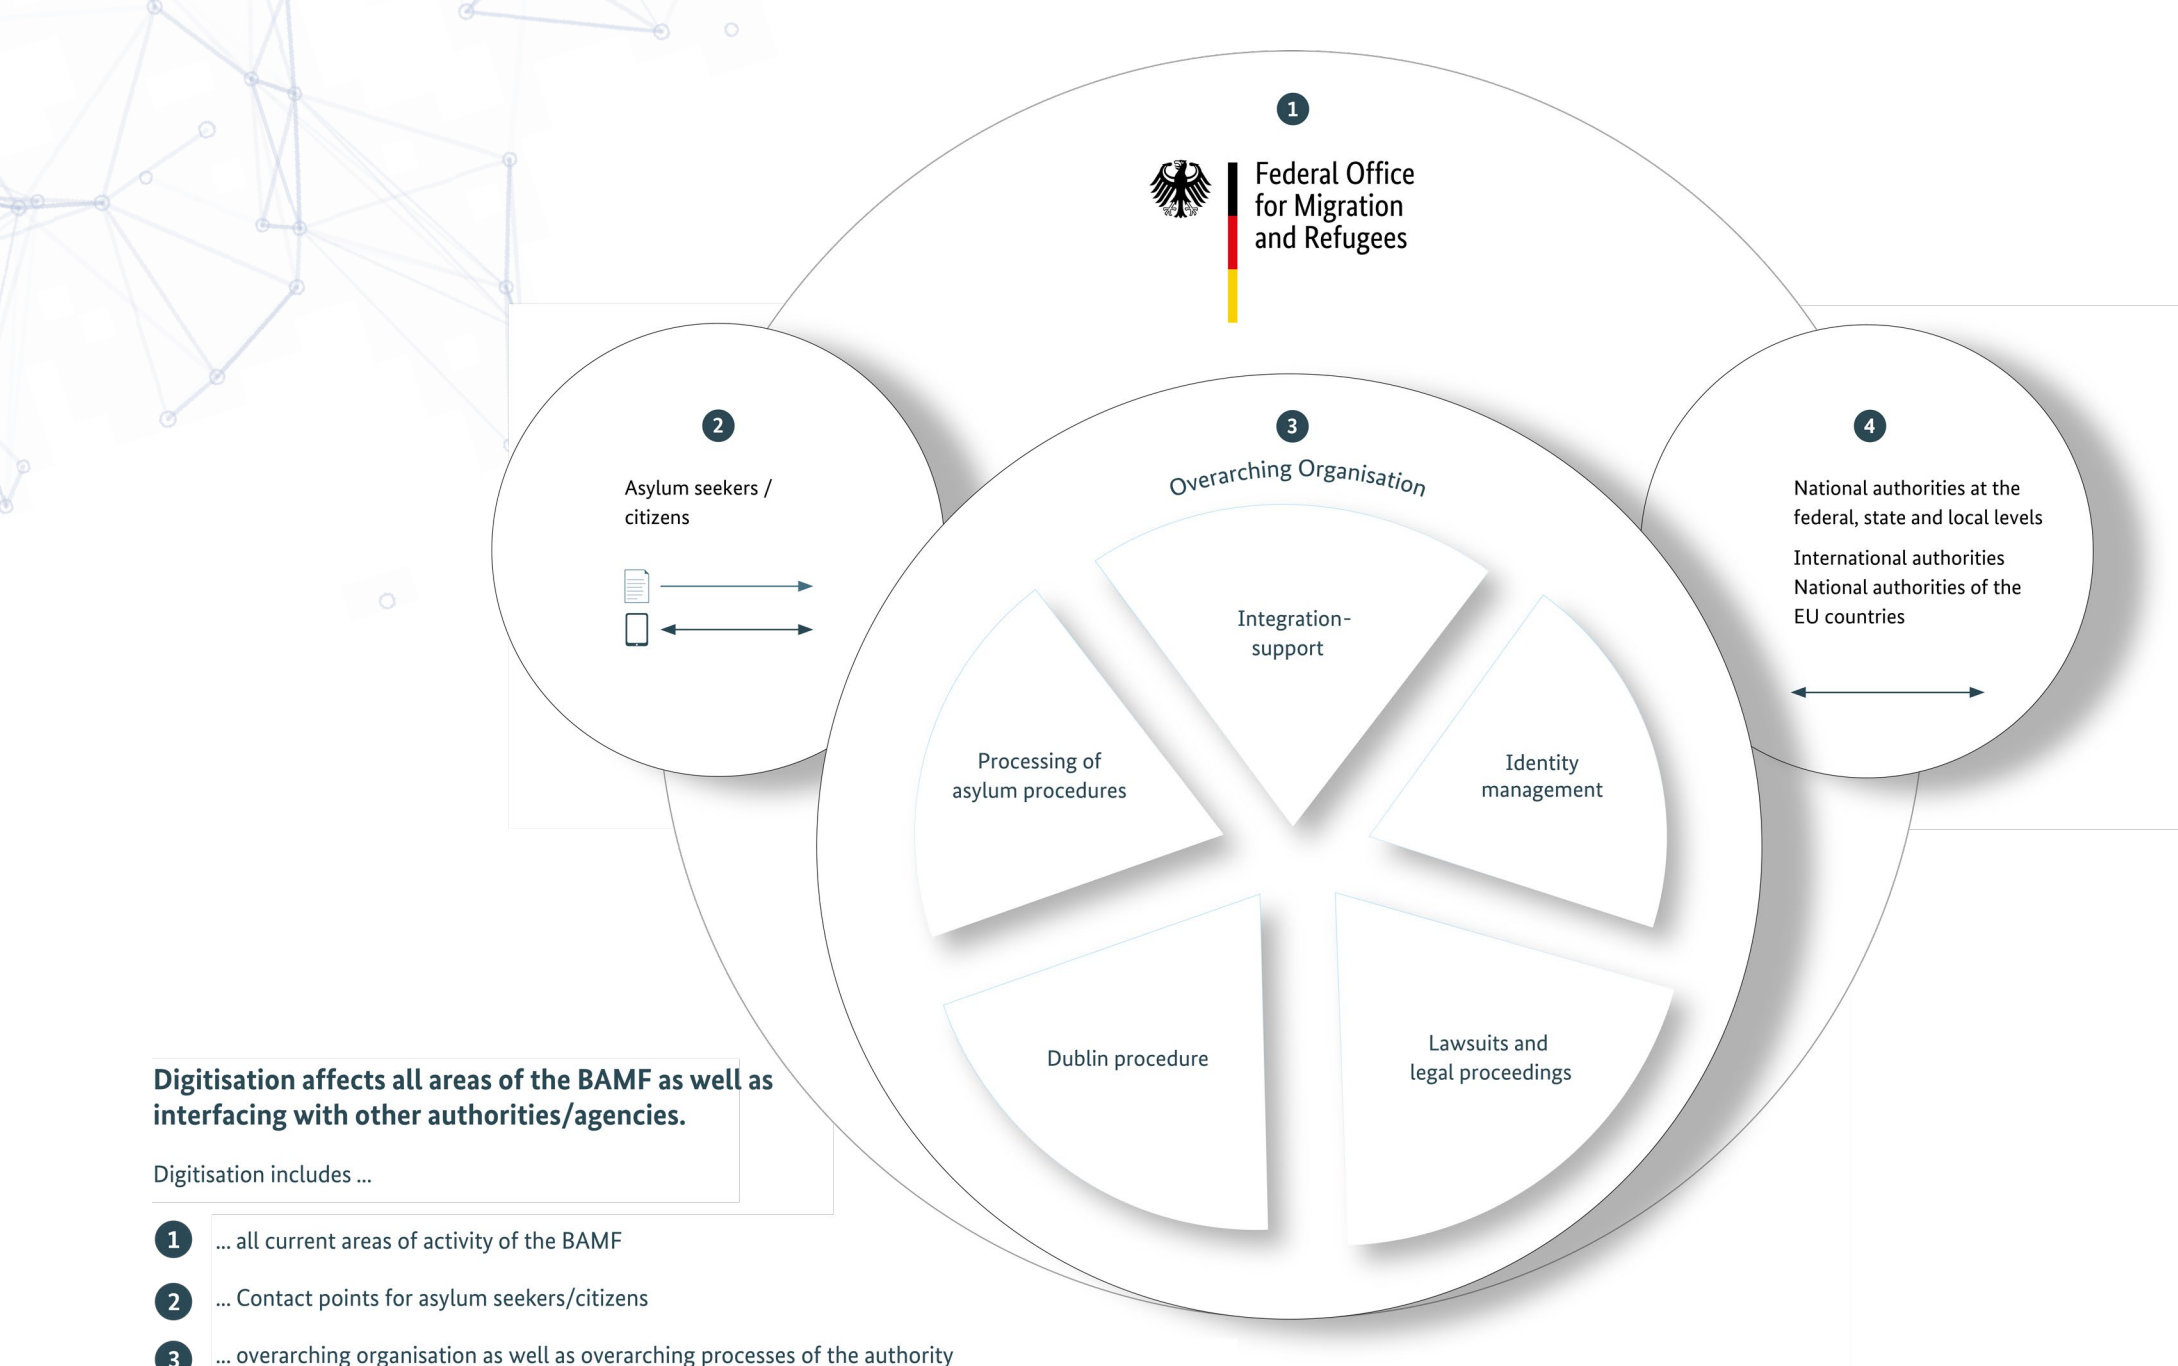 1
Federal Office
for Migration
and Refugees
2
Asylum seekers /
citizens
3
Overarching Organisation
Integration-
support
Processing of
asylum procedures
Identity
management
Dublin procedure
Lawsuits and
legal proceedings
4
National authorities at the
federal, state and local levels
International authorities
National authorities of the
EU countries
Digitisation affects all areas of the BAMF as well as
interfacing with other authorities/agencies.
Digitisation includes ...
1 ... all current areas of activity of the BAMF
2 ... Contact points for asylum seekers/citizens
3 ... overarching organisation as well as overarching processes of the authority